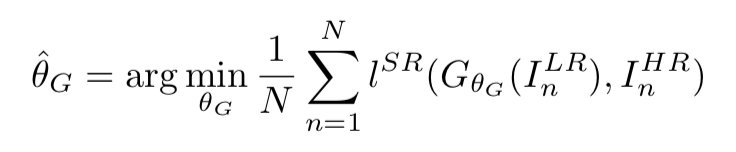 \hat{\theta}_G = \arg\min_{\theta_G} \frac{1}{N} \sum_{n=1}^{N} l^{SR}(G_{\theta_G}(I_n^{LR}), I_n^{HR})